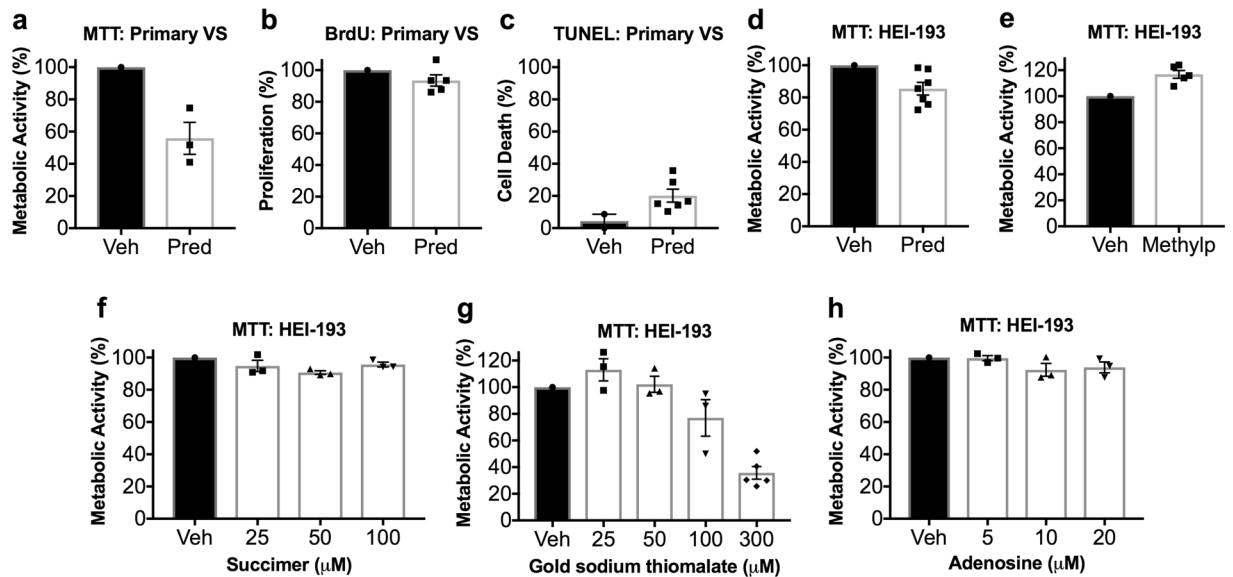 a
MTT: Primary VS
Metabolic Activity (%)
100
80
60
40
20
0
Veh Pred
b
BrdU: Primary VS
Proliferation (%)
100
80
60
40
20
0
Veh Pred
c
TUNEL: Primary VS
Cell Death (%)
100
80
60
40
20
0
Veh Pred
d
MTT: HEI-193
Metabolic Activity (%)
100
80
60
40
20
0
Veh Pred
e
MTT: HEI-193
Metabolic Activity (%)
120
100
80
60
40
20
0
Veh Methylp
f
MTT: HEI-193
Metabolic Activity (%)
100
80
60
40
20
0
Veh 25 50 100
Succimer (μM)
g
MTT: HEI-193
Metabolic Activity (%)
120
100
80
60
40
20
0
Veh 25 50 100 300
Gold sodium thiomalate (μM)
h
MTT: HEI-193
Metabolic Activity (%)
100
80
60
40
20
0
Veh 5 10 20
Adenosine (μM)